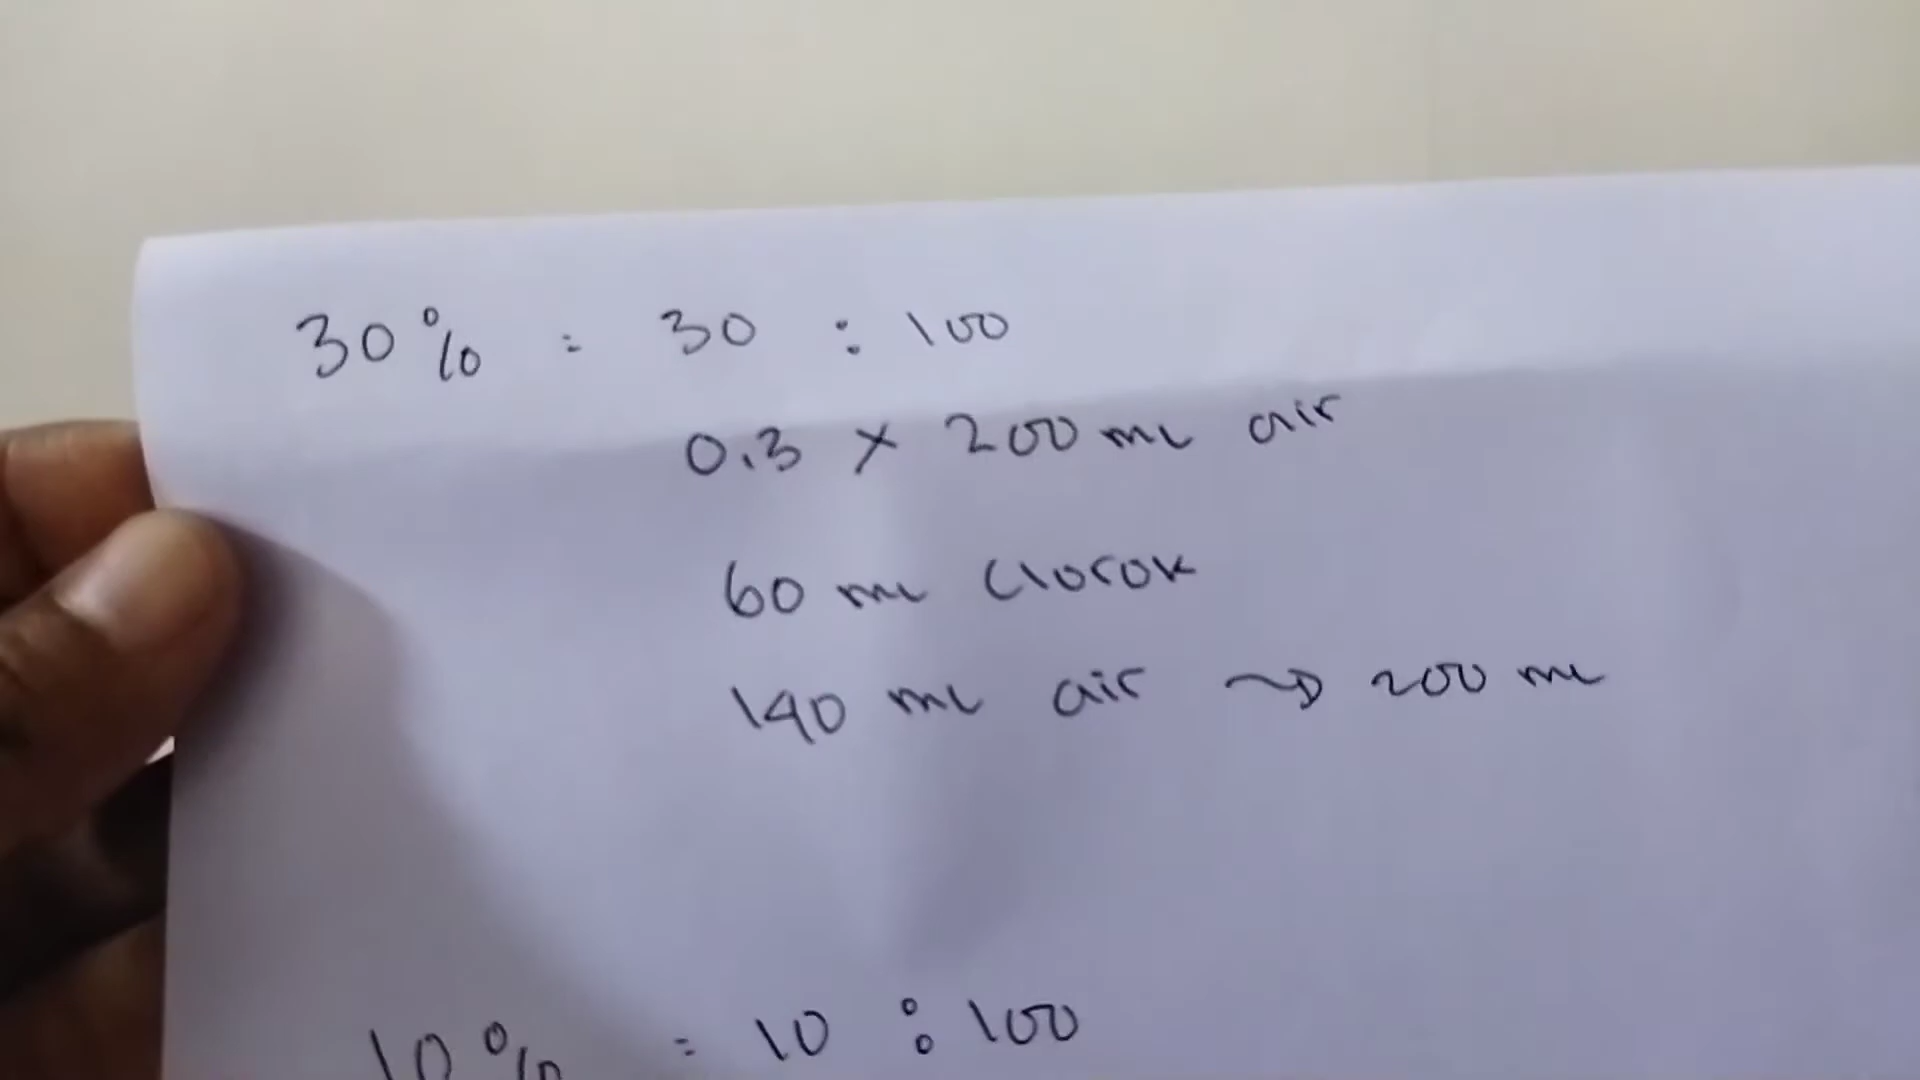 30% = 30 : 100
0.3 x 200 ml air
60 ml Clorox
140 ml air → 200 ml
10% = 10 : 100